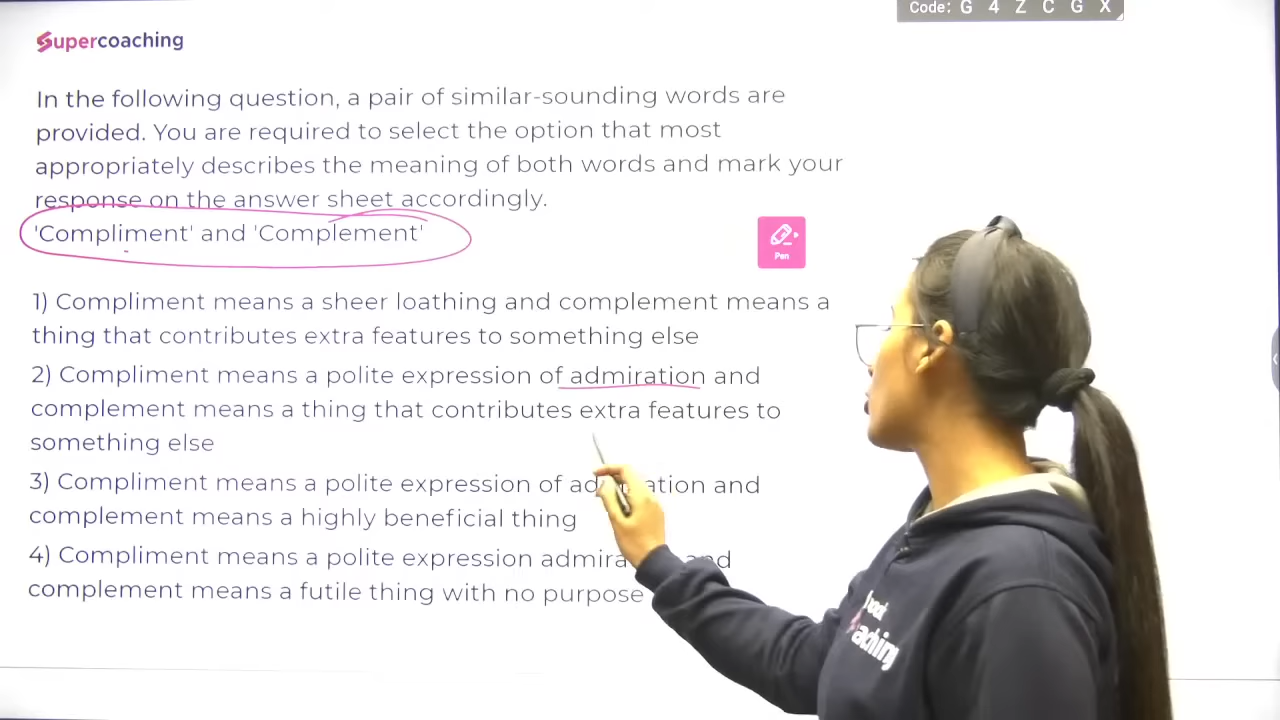 Code: G 4 Z C G X
Supercoaching
In the following question, a pair of similar-sounding words are
provided. You are required to select the option that most
appropriately describes the meaning of both words and mark your
response on the answer sheet accordingly.
'Compliment' and 'Complement'
Pen
1) Compliment means a sheer loathing and complement means a
thing that contributes extra features to something else
2) Compliment means a polite expression of admiration and
complement means a thing that contributes extra features to
something else
3) Compliment means a polite expression of and
complement means a highly beneficial thing
4) Compliment means a polite expression
complement means a futile thing with no purpose